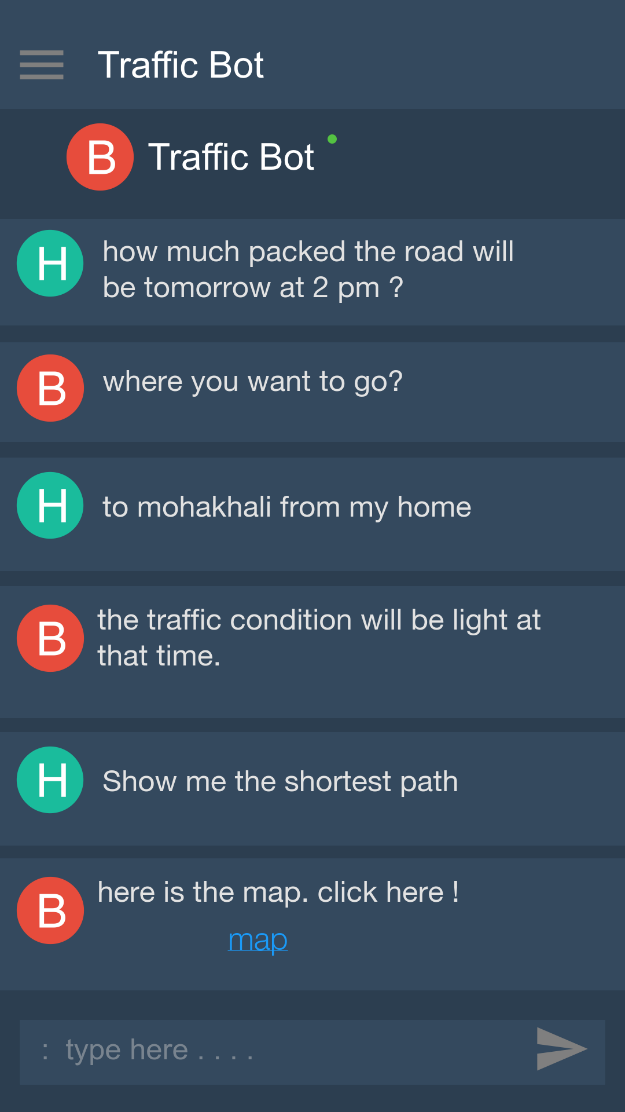 Traffic Bot
B Traffic Bot
H how much packed the road will
be tomorrow at 2 pm ?
B where you want to go?
H to mohakhali from my home
B the traffic condition will be light at
that time.
H Show me the shortest path
B here is the map. click here !
map
: type here . . . .